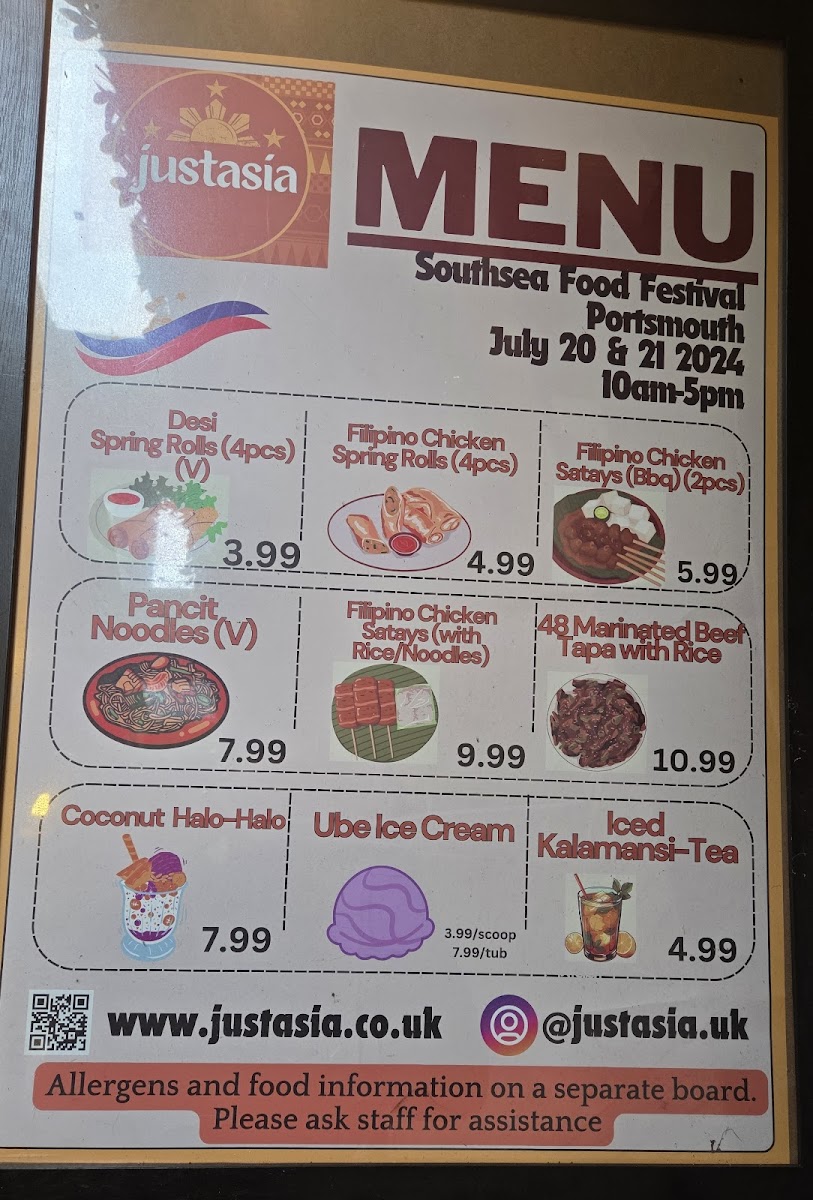 justasia
MENU
Southsea Food Festival
Portsmouth
July 20 & 21 2024
10am-5pm
Desi
Spring Rolls (4pcs)
(V)
3.99
Filipino Chicken
Spring Rolls (4pcs)
4.99
Filipino Chicken
Satays (Bbq) (2pcs)
5.99
Pancit
Noodles (V)
7.99
Filipino Chicken
Satays (with
Rice/Noodles)
9.99
48 Marinated Beef
Tapa with Rice
10.99
Coconut Halo-Halo
7.99
Ube Ice Cream
3.99/scoop
7.99/tub
Iced
Kalamansi-Tea
4.99
www.justasia.co.uk
@justasia.uk
Allergens and food information on a separate board.
Please ask staff for assistance